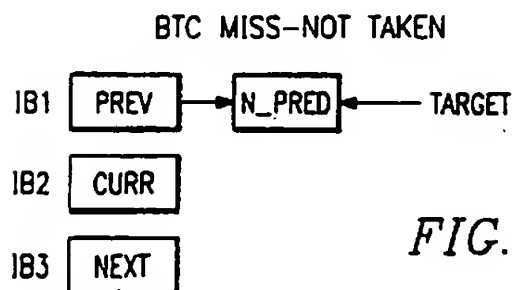 BTC MISS-NOT TAKEN
IB1 PREV N_PRED TARGET
IB2 CURR
FIG.
IB3 NEXT